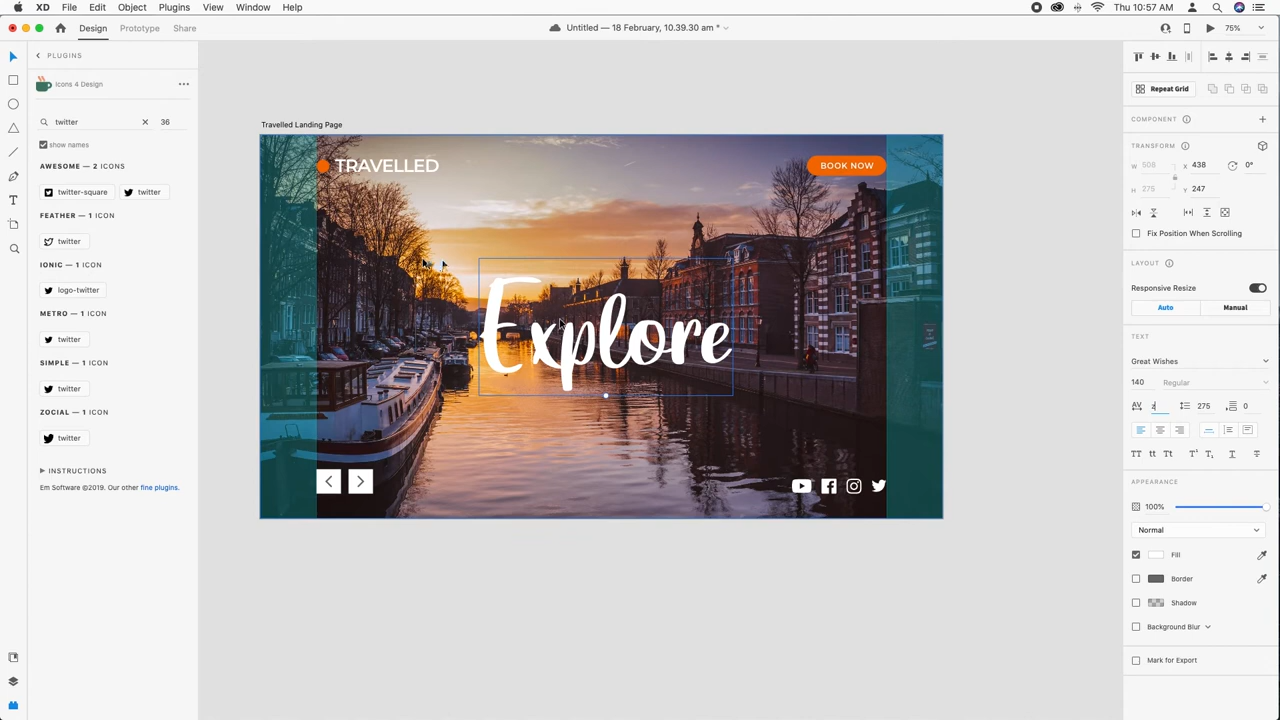 XD File Edit Object Plugins View Window Help
Thu 10:57 AM
Design Prototype Share
Untitled — 18 February, 10.39.30 am *
75%
PLUGINS
Icons 4 Design
twitter
36
show names
AWESOME — 2 ICONS
twitter-square twitter
FEATHER — 1 ICON
twitter
IONIC — 1 ICON
logo-twitter
METRO — 1 ICON
twitter
SIMPLE — 1 ICON
twitter
ZOCIAL — 1 ICON
twitter
INSTRUCTIONS
Em Software ©2019. Our other fine plugins.
Travelled Landing Page
TRAVELLED
BOOK NOW
Explore
Repeat Grid
COMPONENT
TRANSFORM
W 508 X 438 0°
H 275 Y 247
Fix Position When Scrolling
LAYOUT
Responsive Resize
Auto Manual
TEXT
Great Wishes
140 Regular
275 0
APPEARANCE
100%
Normal
Fill
Border
Shadow
Background Blur
Mark for Export